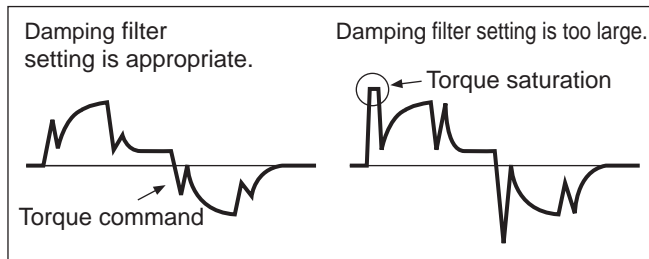 Damping filter
setting is appropriate.
Damping filter setting is too large.
Torque saturation
Torque command